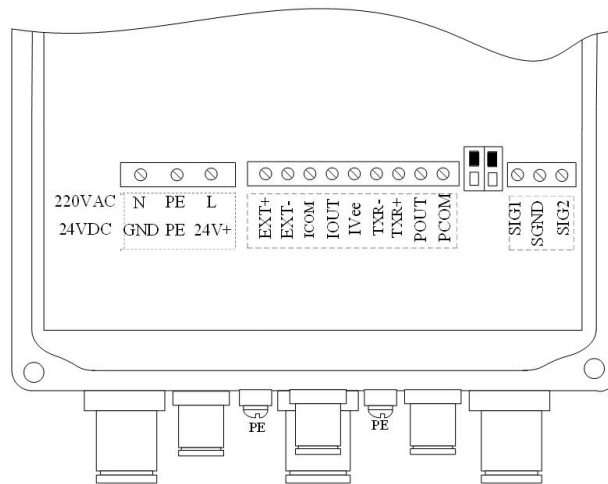 220VAC N PE L
24VDC GND PE 24V+
EXT+
EXT-
ICOM
IOUT
IVee
TXR-
TXR+
POUT
PCOM
SIG1
SGND
SIG2
PE
PE